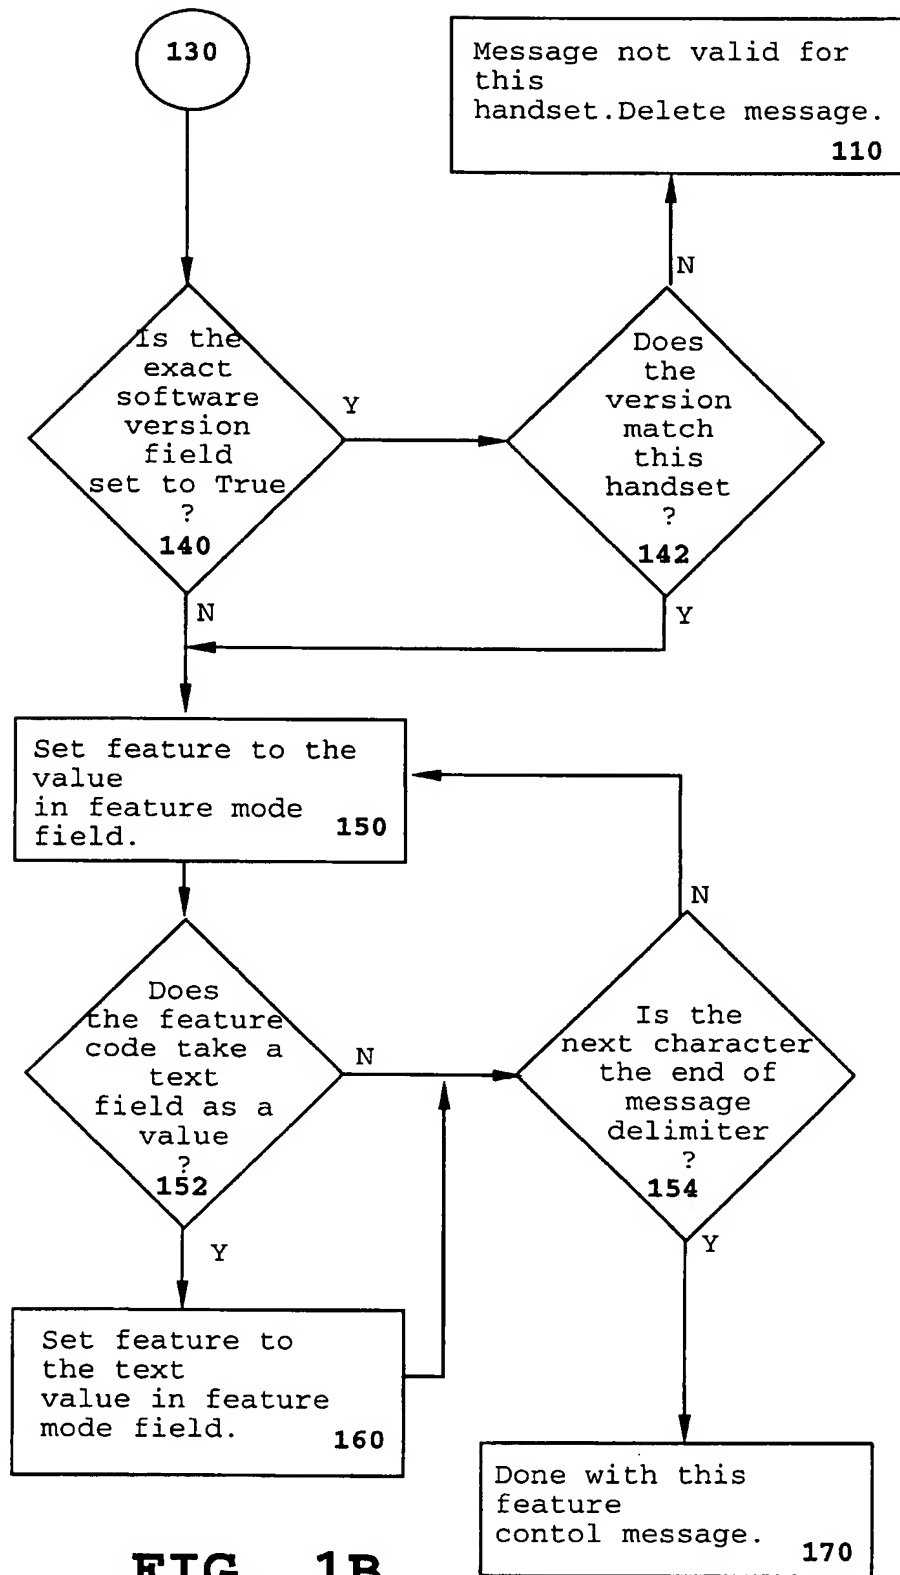 130
Message not valid for
this
handset.Delete message.
110
N
Is the
exact
software
version
field
set to True
?
140
Y
Does
the
version
match
this
handset
?
142
N
Y
Set feature to the
value
in feature mode
field.
150
N
Does
the feature
code take a
text
field as a
value
?
152
N
Is the
next character
the end of
message
delimiter
?
154
Y
Y
Set feature to
the text
value in feature
mode field.
160
Done with this
feature
contol message.
170
FIG. 1B